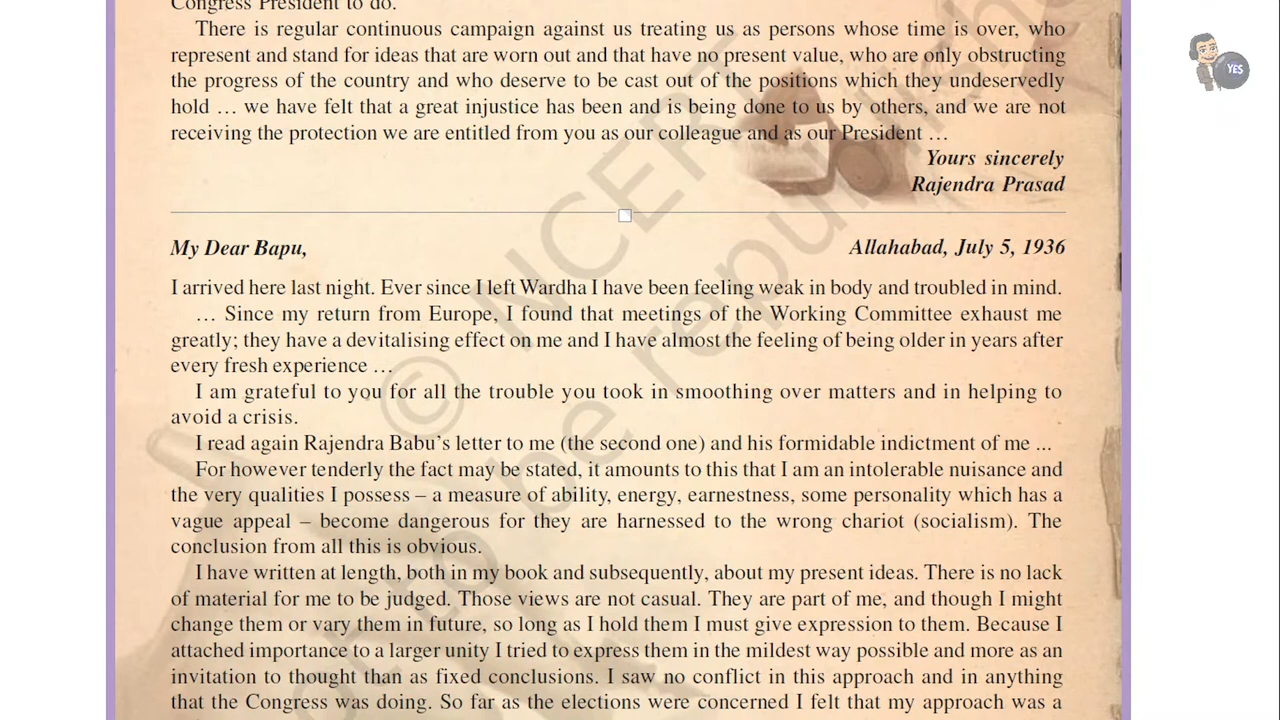 Congress President to do.
There is regular continuous campaign against us treating us as persons whose time is over, who
represent and stand for ideas that are worn out and that have no present value, who are only obstructing
the progress of the country and who deserve to be cast out of the positions which they undeservedly
hold … we have felt that a great injustice has been and is being done to us by others, and we are not
receiving the protection we are entitled from you as our colleague and as our President …
Yours sincerely
Rajendra Prasad
My Dear Bapu,
Allahabad, July 5, 1936
I arrived here last night. Ever since I left Wardha I have been feeling weak in body and troubled in mind.
… Since my return from Europe, I found that meetings of the Working Committee exhaust me
greatly; they have a devitalising effect on me and I have almost the feeling of being older in years after
every fresh experience …
I am grateful to you for all the trouble you took in smoothing over matters and in helping to
avoid a crisis.
I read again Rajendra Babu’s letter to me (the second one) and his formidable indictment of me ...
For however tenderly the fact may be stated, it amounts to this that I am an intolerable nuisance and
the very qualities I possess – a measure of ability, energy, earnestness, some personality which has a
vague appeal – become dangerous for they are harnessed to the wrong chariot (socialism). The
conclusion from all this is obvious.
I have written at length, both in my book and subsequently, about my present ideas. There is no lack
of material for me to be judged. Those views are not casual. They are part of me, and though I might
change them or vary them in future, so long as I hold them I must give expression to them. Because I
attached importance to a larger unity I tried to express them in the mildest way possible and more as an
invitation to thought than as fixed conclusions. I saw no conflict in this approach and in anything
that the Congress was doing. So far as the elections were concerned I felt that my approach was a
© NCERT
be
YES